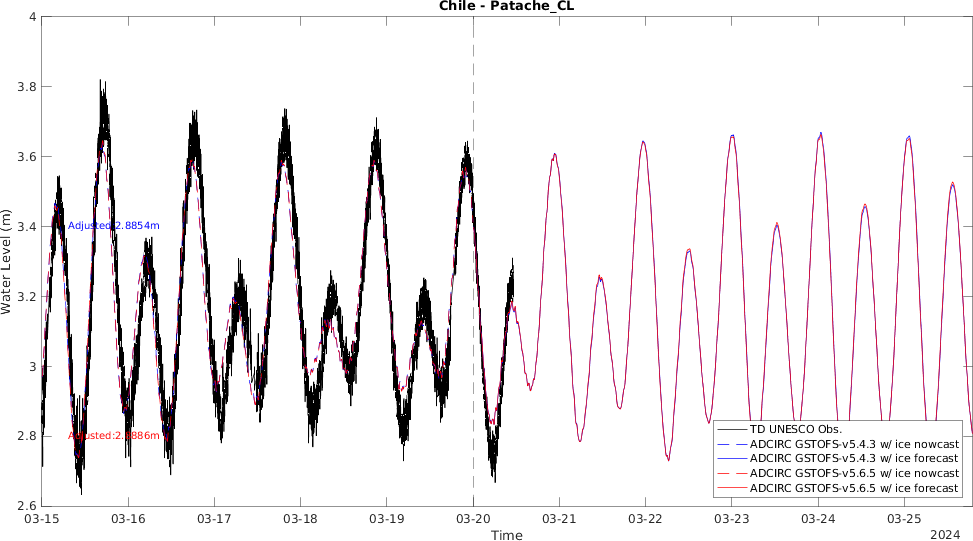 Chile - Patache_CL
4
3.8
3.6
3.4
3.2
3
2.8
2.6
Water Level (m)
Adjusted:2.8854m
03-15
03-16
03-17
03-18
03-19
03-20
03-21
03-22
03-23
03-24
03-25
Time
2024
TD UNESCO Obs.
ADCIRC GSTOFS-v5.4.3 w/ ice nowcast
ADCIRC GSTOFS-v5.4.3 w/ ice forecast
ADCIRC GSTOFS-v5.6.5 w/ ice nowcast
ADCIRC GSTOFS-v5.6.5 w/ ice forecast